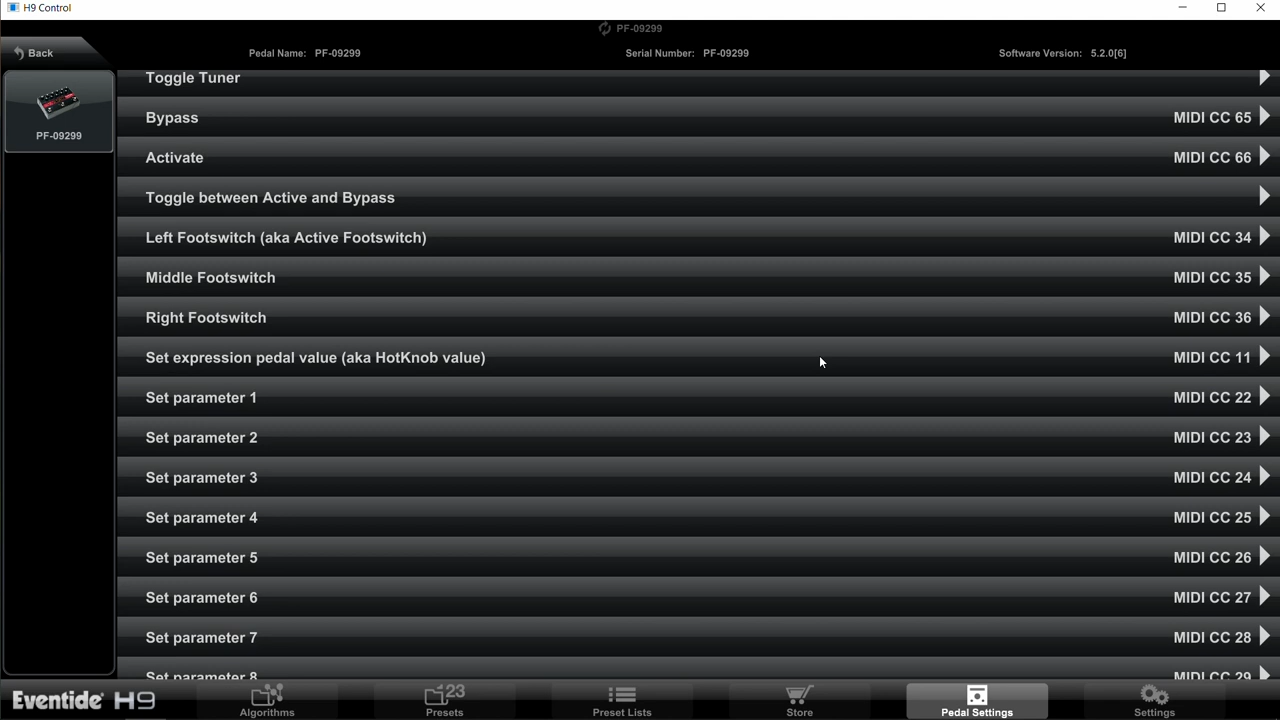 H9 Control
PF-09299
Back
Pedal Name: PF-09299
Serial Number: PF-09299
Software Version: 5.2.0[6]
PF-09299
Toggle Tuner
Bypass MIDI CC 65
Activate MIDI CC 66
Toggle between Active and Bypass
Left Footswitch (aka Active Footswitch) MIDI CC 34
Middle Footswitch MIDI CC 35
Right Footswitch MIDI CC 36
Set expression pedal value (aka HotKnob value) MIDI CC 11
Set parameter 1 MIDI CC 22
Set parameter 2 MIDI CC 23
Set parameter 3 MIDI CC 24
Set parameter 4 MIDI CC 25
Set parameter 5 MIDI CC 26
Set parameter 6 MIDI CC 27
Set parameter 7 MIDI CC 28
Set parameter 8 MIDI CC 29
Eventide H9
Algorithms
23
Presets
Preset Lists
Store
Pedal Settings
Settings